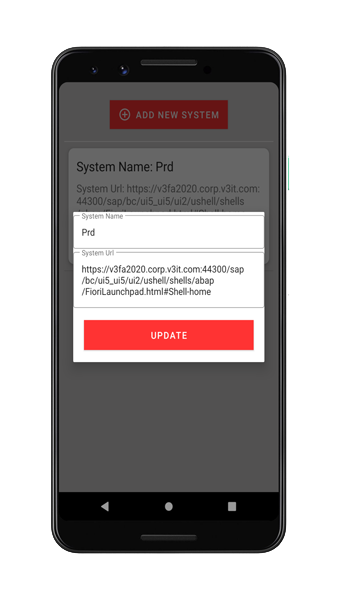 ADD NEW SYSTEM
System Name: Prd
System Url: https://v3fa2020.corp.v3it.com:
44300/sap/bc/ui5_ui5/ui2/ushell/shells
System Name
Prd
System Url
https://v3fa2020.corp.v3it.com:44300/sap
/bc/ui5_ui5/ui2/ushell/shells/abap
/FioriLaunchpad.html#Shell-home
UPDATE